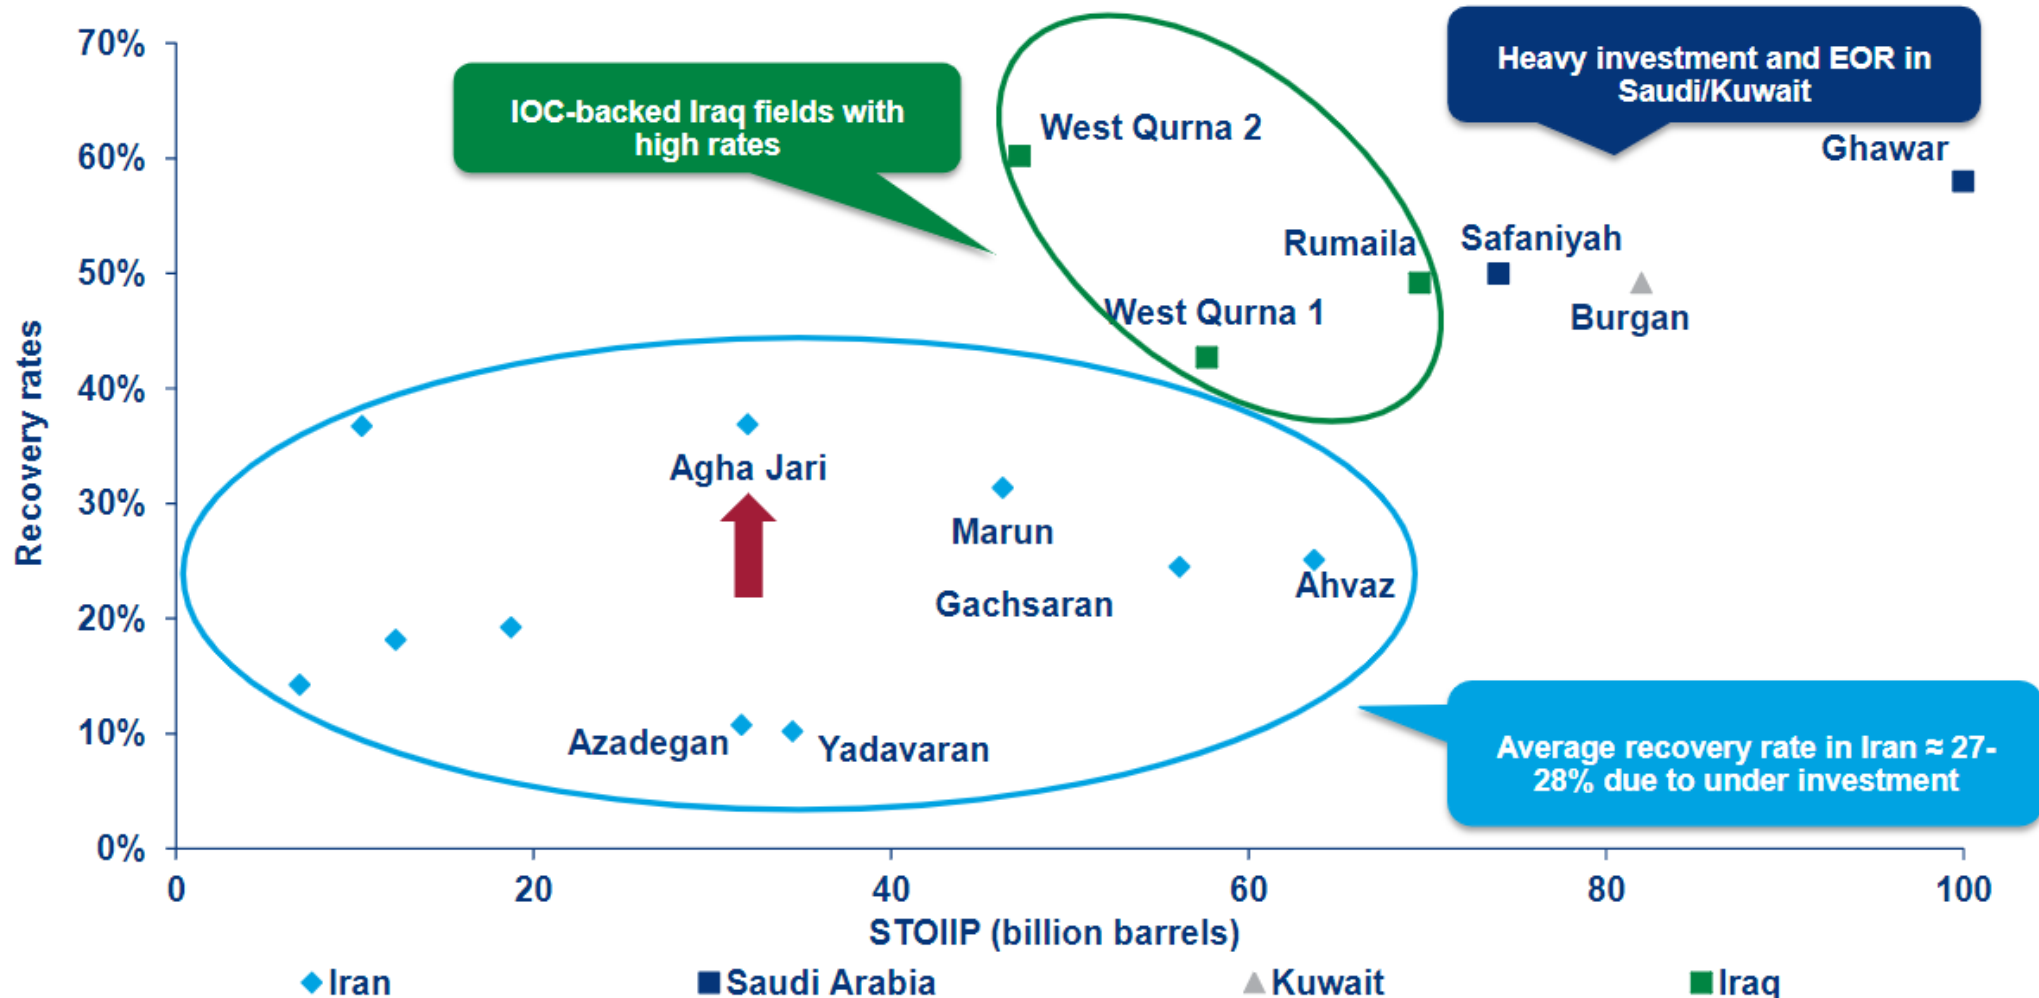 70%
60%
50%
40%
30%
20%
10%
0%
Recovery rates
IOC-backed Iraq fields with
high rates
Heavy investment and EOR in
Saudi/Kuwait
West Qurna 2
Ghawar
Rumaila
Safaniyah
West Qurna 1
Burgan
Agha Jari
Marun
Gachsaran
Ahvaz
Azadegan
Yadavaran
Average recovery rate in Iran ≈ 27-
28% due to under investment
0 20 40 60 80 100
STOIIP (billion barrels)
Iran Saudi Arabia Kuwait Iraq